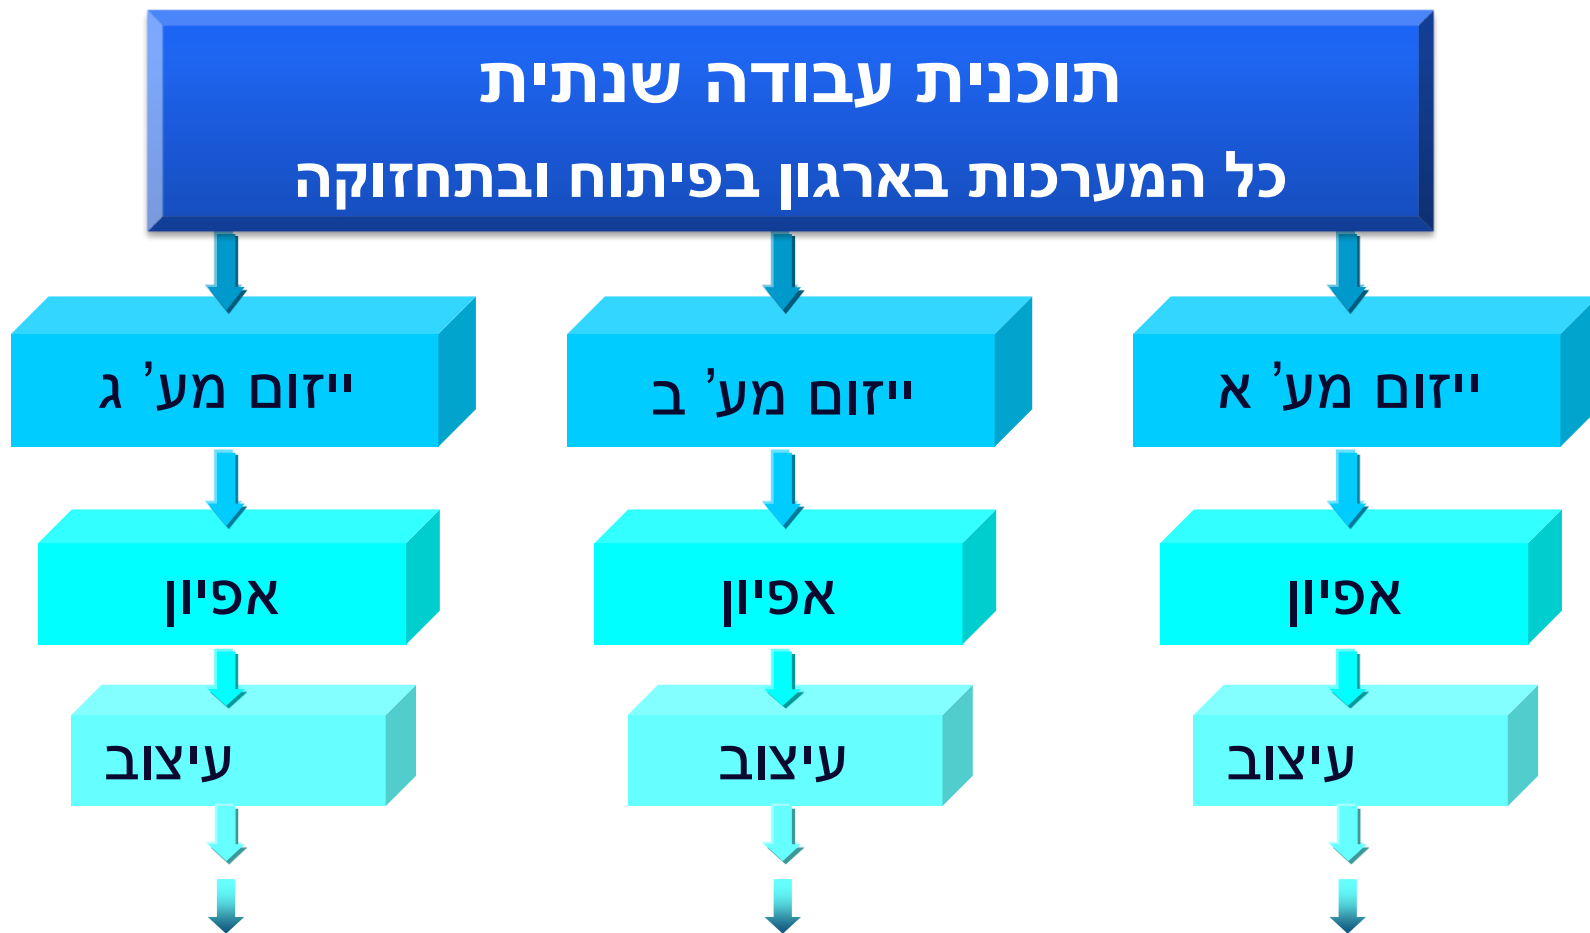 תוכנית עבודה שנתית
כל המערכות בארגון בפיתוח ובתחזוקה
ייזום מע’ א
ייזום מע’ ב
ייזום מע’ ג
אפיון
אפיון
אפיון
עיצוב
עיצוב
עיצוב